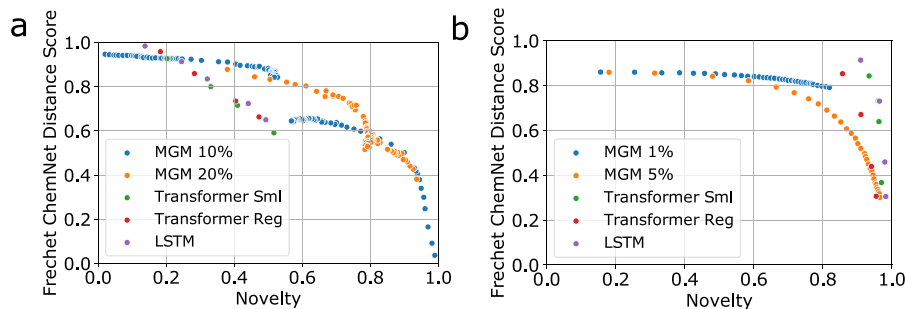 a
Frechet ChemNet Distance Score
1.0
0.8
0.6
0.4
0.2
0.0
MGM 10%
MGM 20%
Transformer Sml
Transformer Reg
LSTM
0.0 0.2 0.4 0.6 0.8 1.0
Novelty
b
Frechet ChemNet Distance Score
1.0
0.8
0.6
0.4
0.2
0.0
MGM 1%
MGM 5%
Transformer Sml
Transformer Reg
LSTM
0.0 0.2 0.4 0.6 0.8 1.0
Novelty